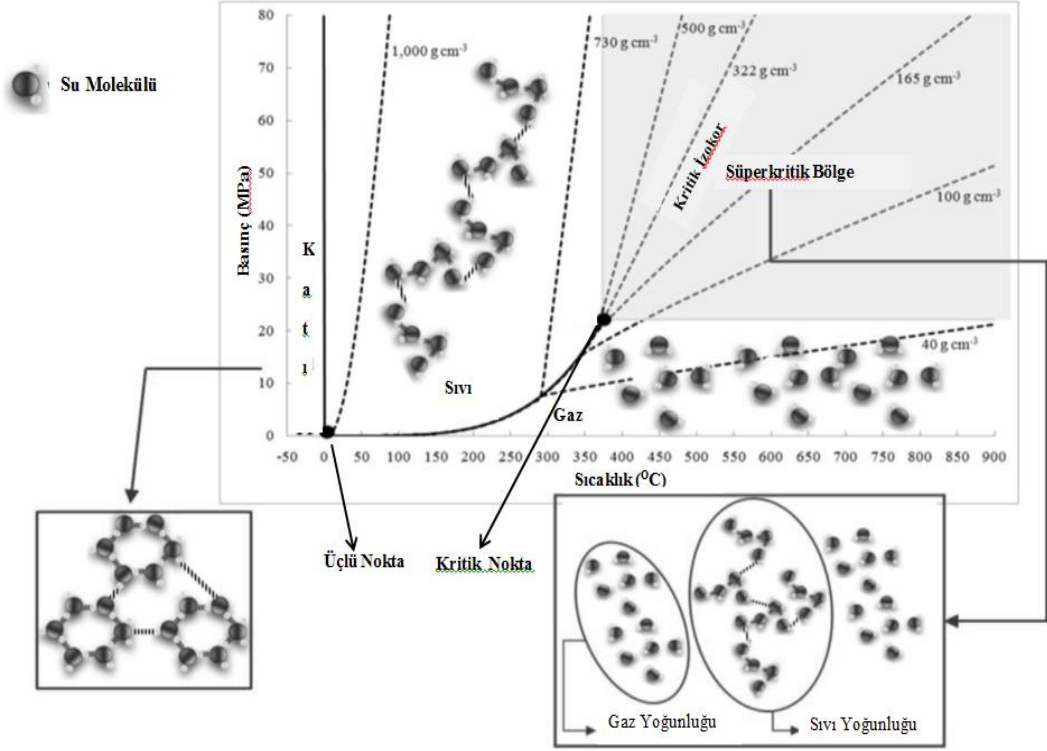 Su Molekülü
Basınç (MPa)
80
70
60
50
40
30
20
10
0
-50
0
50
100
150
200
250
300
350
400
450
500
550
600
650
700
750
800
850
900
Sıcaklık (ᴼC)
1,000 g cm⁻³
730 g cm⁻³
500 g cm⁻³
322 g cm⁻³
165 g cm⁻³
100 g cm⁻³
40 g cm⁻³
Kritik İzokor
Süperkritik Bölge
K
a
t
ı
Sıvı
Gaz
Üçlü Nokta
Kritik Nokta
Gaz Yoğunluğu
Sıvı Yoğunluğu